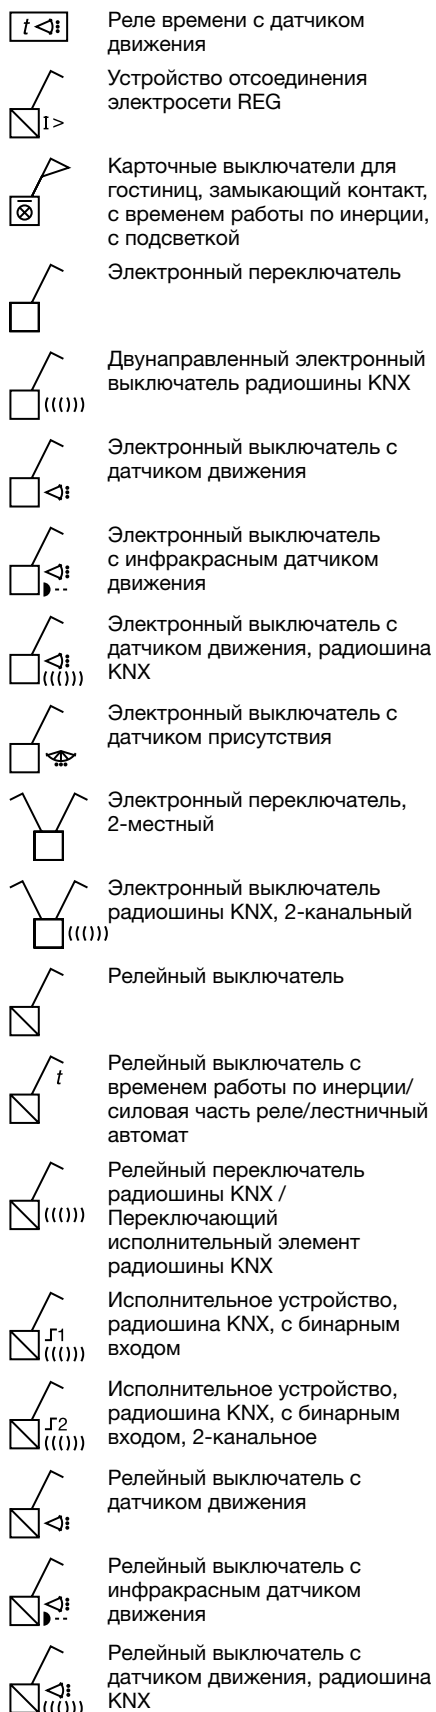 t
Реле времени с датчиком
движения
Устройство отсоединения
электросети REG
I>
Карточные выключатели для
гостиниц, замыкающий контакт,
с временем работы по инерции,
с подсветкой
Электронный переключатель
Двунаправленный электронный
выключатель радиошины KNX
Электронный выключатель с
датчиком движения
Электронный выключатель
с инфракрасным датчиком
движения
Электронный выключатель с
датчиком движения, радиошина
KNX
Электронный выключатель с
датчиком присутствия
Электронный переключатель,
2-местный
Электронный выключатель
радиошины KNX, 2-канальный
Релейный выключатель
t
Релейный выключатель с
временем работы по инерции/
силовая часть реле/лестничный
автомат
Релейный переключатель
радиошины KNX /
Переключающий
исполнительный элемент
радиошины KNX
1
Исполнительное устройство,
радиошина KNX, с бинарным
входом
2
Исполнительное устройство,
радиошина KNX, с бинарным
входом, 2-канальное
Релейный выключатель с
датчиком движения
Релейный выключатель с
инфракрасным датчиком
движения
Релейный выключатель с
датчиком движения, радиошина
KNX